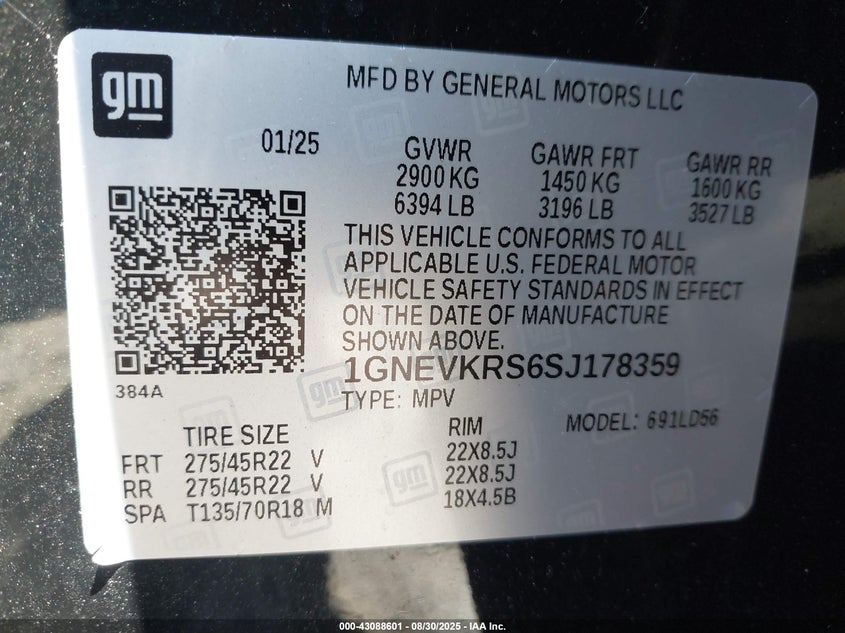 gm
MFD BY GENERAL MOTORS LLC
01/25
GVWR GAWR FRT GAWR RR
2900 KG 1450 KG 1600 KG
6394 LB 3196 LB 3527 LB
THIS VEHICLE CONFORMS TO ALL
APPLICABLE U.S. FEDERAL MOTOR
VEHICLE SAFETY STANDARDS IN EFFECT
ON THE DATE OF MANUFACTURE
SHOWN ABOVE.
1GNEVKRS6SJ178359
384A
TYPE: MPV
MODEL: 691LD56
TIRE SIZE RIM
FRT 275/45R22 V 22X8.5J
RR 275/45R22 V 22X8.5J
SPA T135/70R18 M 18X4.5B
000-43088601 - 08/30/2025 - IAA Inc.